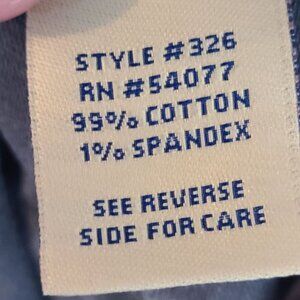 STYLE #326
RN #54077
99% COTTON
1% SPANDEX
SEE REVERSE
SIDE FOR CARE